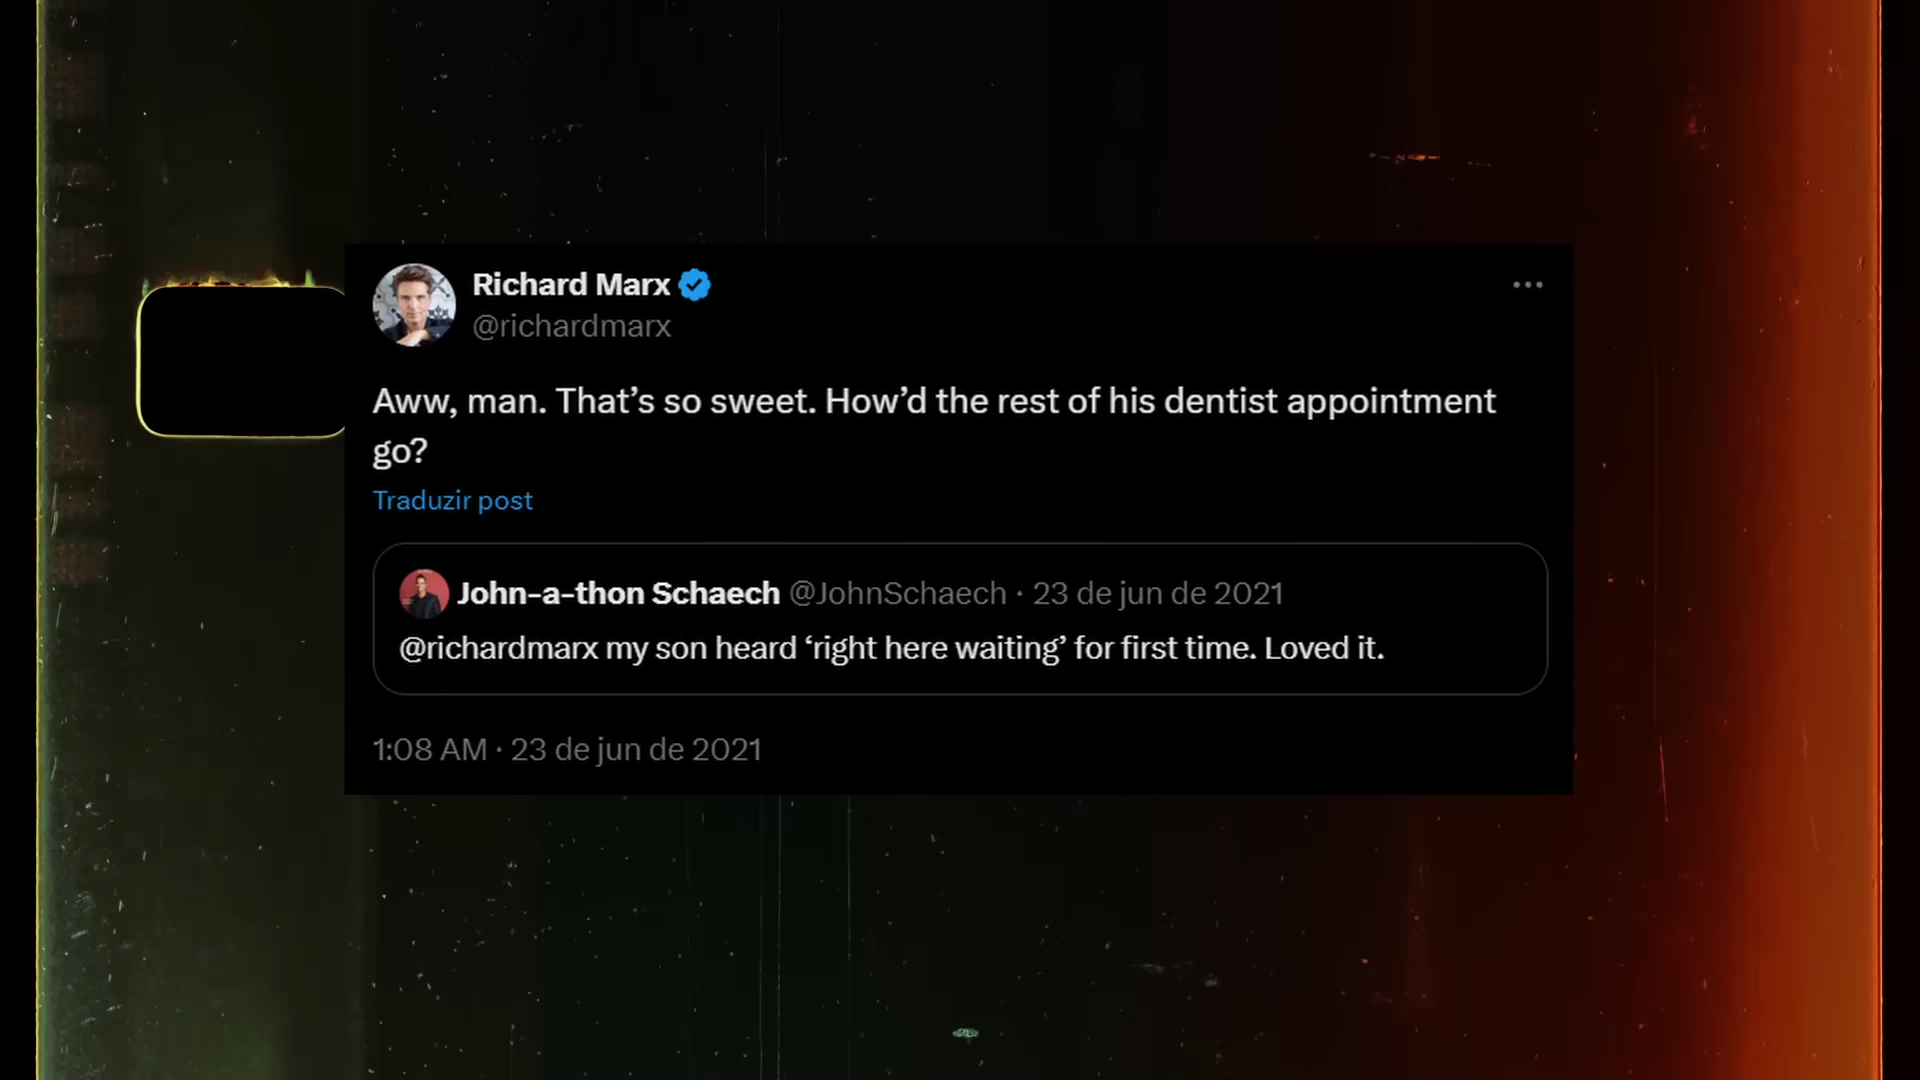 Richard Marx
@richardmarx
Aww, man. That’s so sweet. How’d the rest of his dentist appointment
go?
Traduzir post
John-a-thon Schaech @JohnSchaech · 23 de jun de 2021
@richardmarx my son heard ‘right here waiting’ for first time. Loved it.
1:08 AM · 23 de jun de 2021